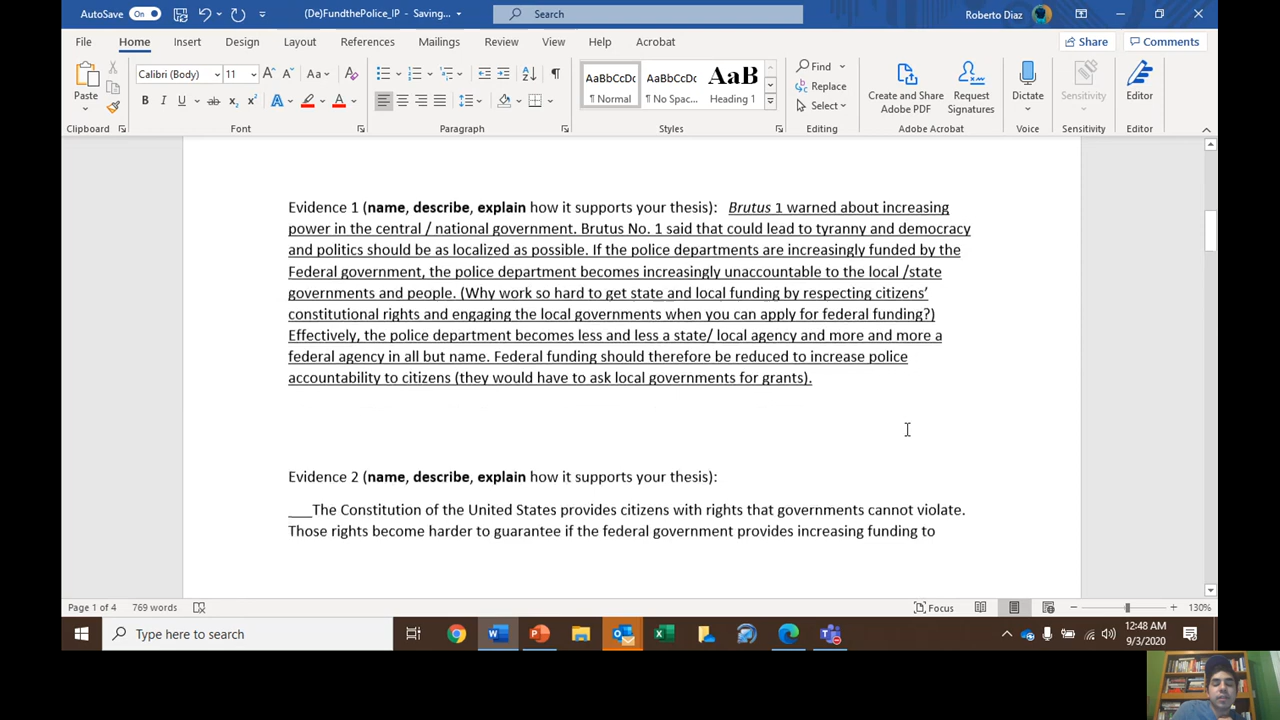 AutoSave On (De)FundthePolice_IP - Saving... Search Roberto Diaz
File Home Insert Design Layout References Mailings Review View Help Acrobat Share Comments
Paste
Clipboard
Calibri (Body) 11
Aa
B I U ab x₂ x² A A
Font
Paragraph
AaBbCcDc AaBbCcDc AaB
¶ Normal ¶ No Spac... Heading 1
Styles
Find
Replace
Select
Editing
Create and Share Adobe PDF
Request Signatures
Adobe Acrobat
Dictate
Voice
Sensitivity
Sensitivity
Editor
Editor
Evidence 1 (name, describe, explain how it supports your thesis): Brutus 1 warned about increasing
power in the central / national government. Brutus No. 1 said that could lead to tyranny and democracy
and politics should be as localized as possible. If the police departments are increasingly funded by the
Federal government, the police department becomes increasingly unaccountable to the local /state
governments and people. (Why work so hard to get state and local funding by respecting citizens’
constitutional rights and engaging the local governments when you can apply for federal funding?)
Effectively, the police department becomes less and less a state/ local agency and more and more a
federal agency in all but name. Federal funding should therefore be reduced to increase police
accountability to citizens (they would have to ask local governments for grants).
Evidence 2 (name, describe, explain how it supports your thesis):
___The Constitution of the United States provides citizens with rights that governments cannot violate.
Those rights become harder to guarantee if the federal government provides increasing funding to
Page 1 of 4 769 words Focus 130%
Type here to search
12:48 AM
9/3/2020